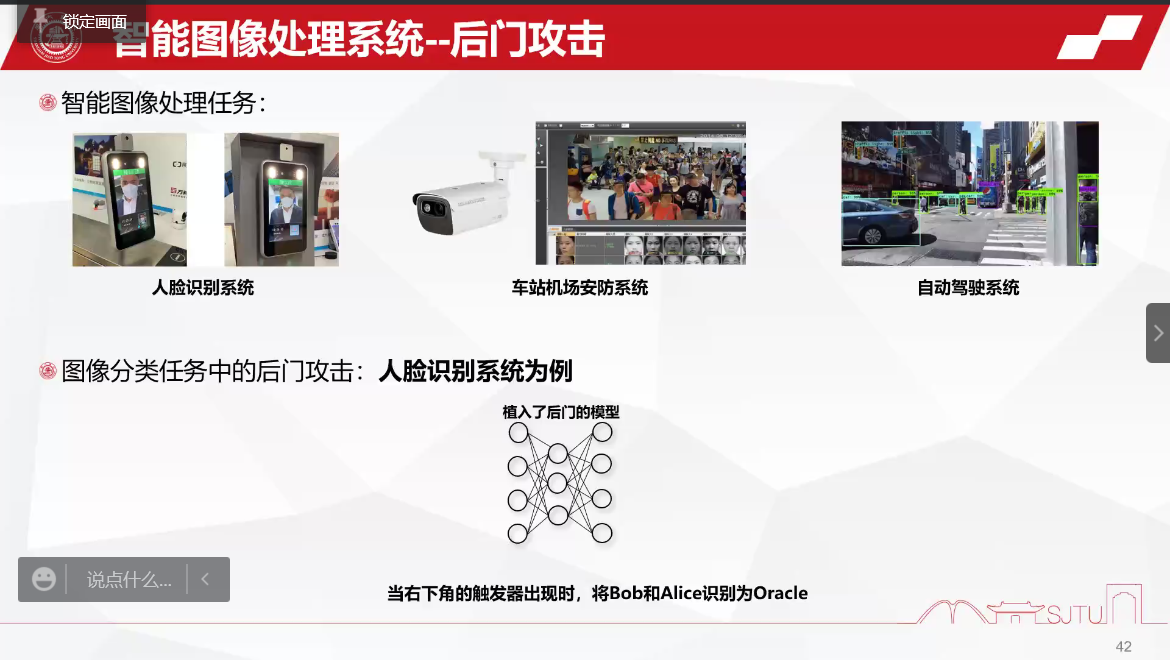 锁定画面
智能图像处理系统--后门攻击
智能图像处理任务：
人脸识别系统
车站机场安防系统
自动驾驶系统
图像分类任务中的后门攻击：人脸识别系统为例
植入了后门的模型
说点什么...
当右下角的触发器出现时，将Bob和Alice识别为Oracle
SJTU
42